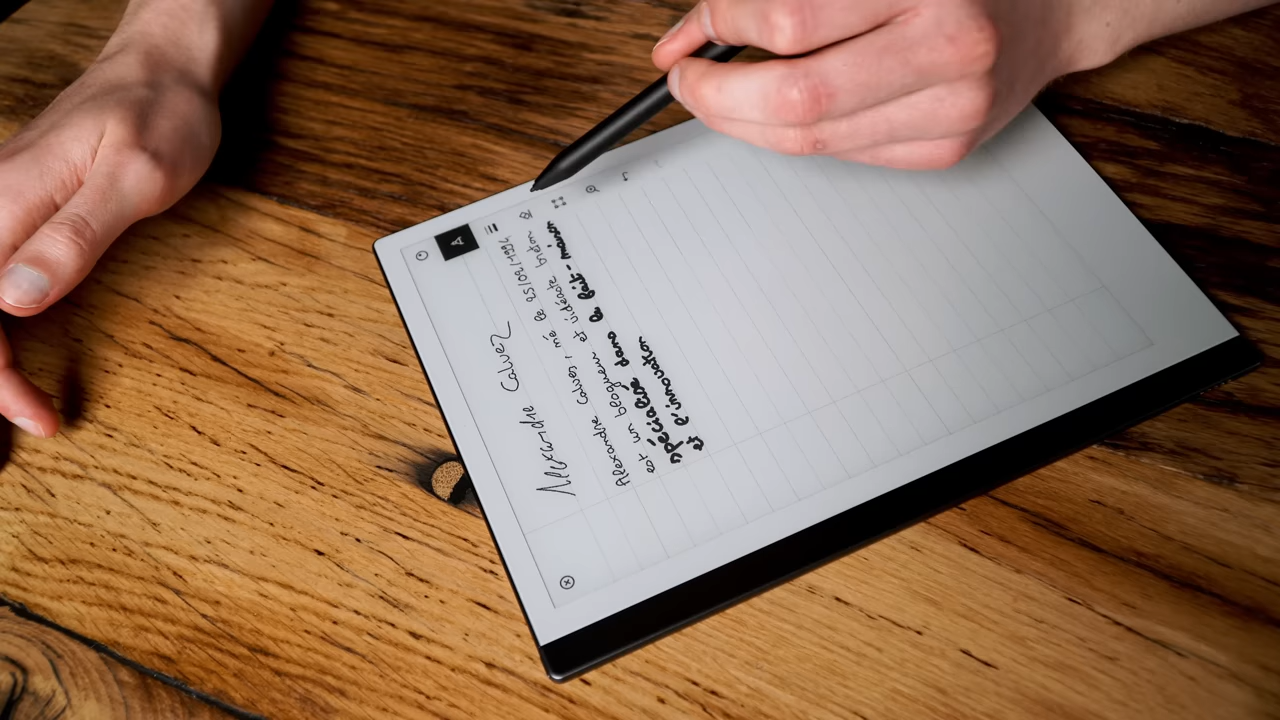 Alexandre Calvez
Alexandre Calvez, né le 25/02/1994
est un blogueur et vidéaste breton
spécialisé dans le fait-maison
et l'innovation
A